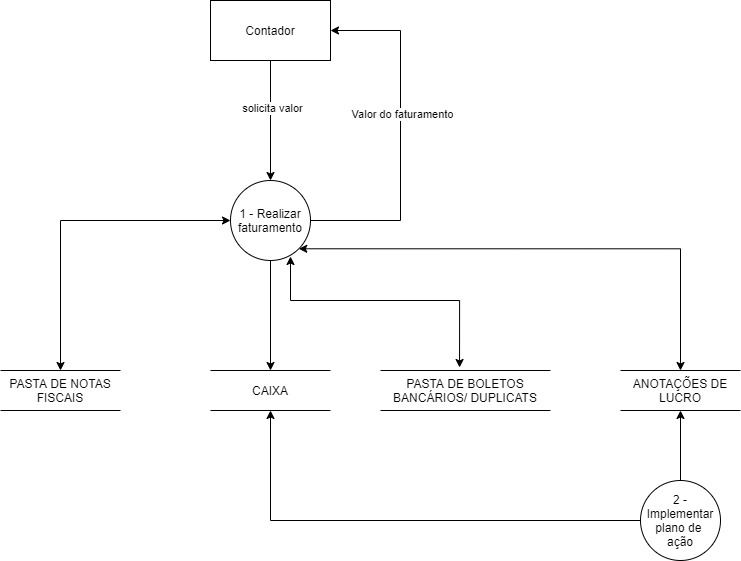 Contador
solicita valor
Valor do faturamento
1 - Realizar
faturamento
PASTA DE NOTAS
FISCAIS
CAIXA
PASTA DE BOLETOS
BANCÁRIOS/ DUPLICATS
ANOTAÇÕES DE
LUCRO
2 -
Implementar
plano de
ação